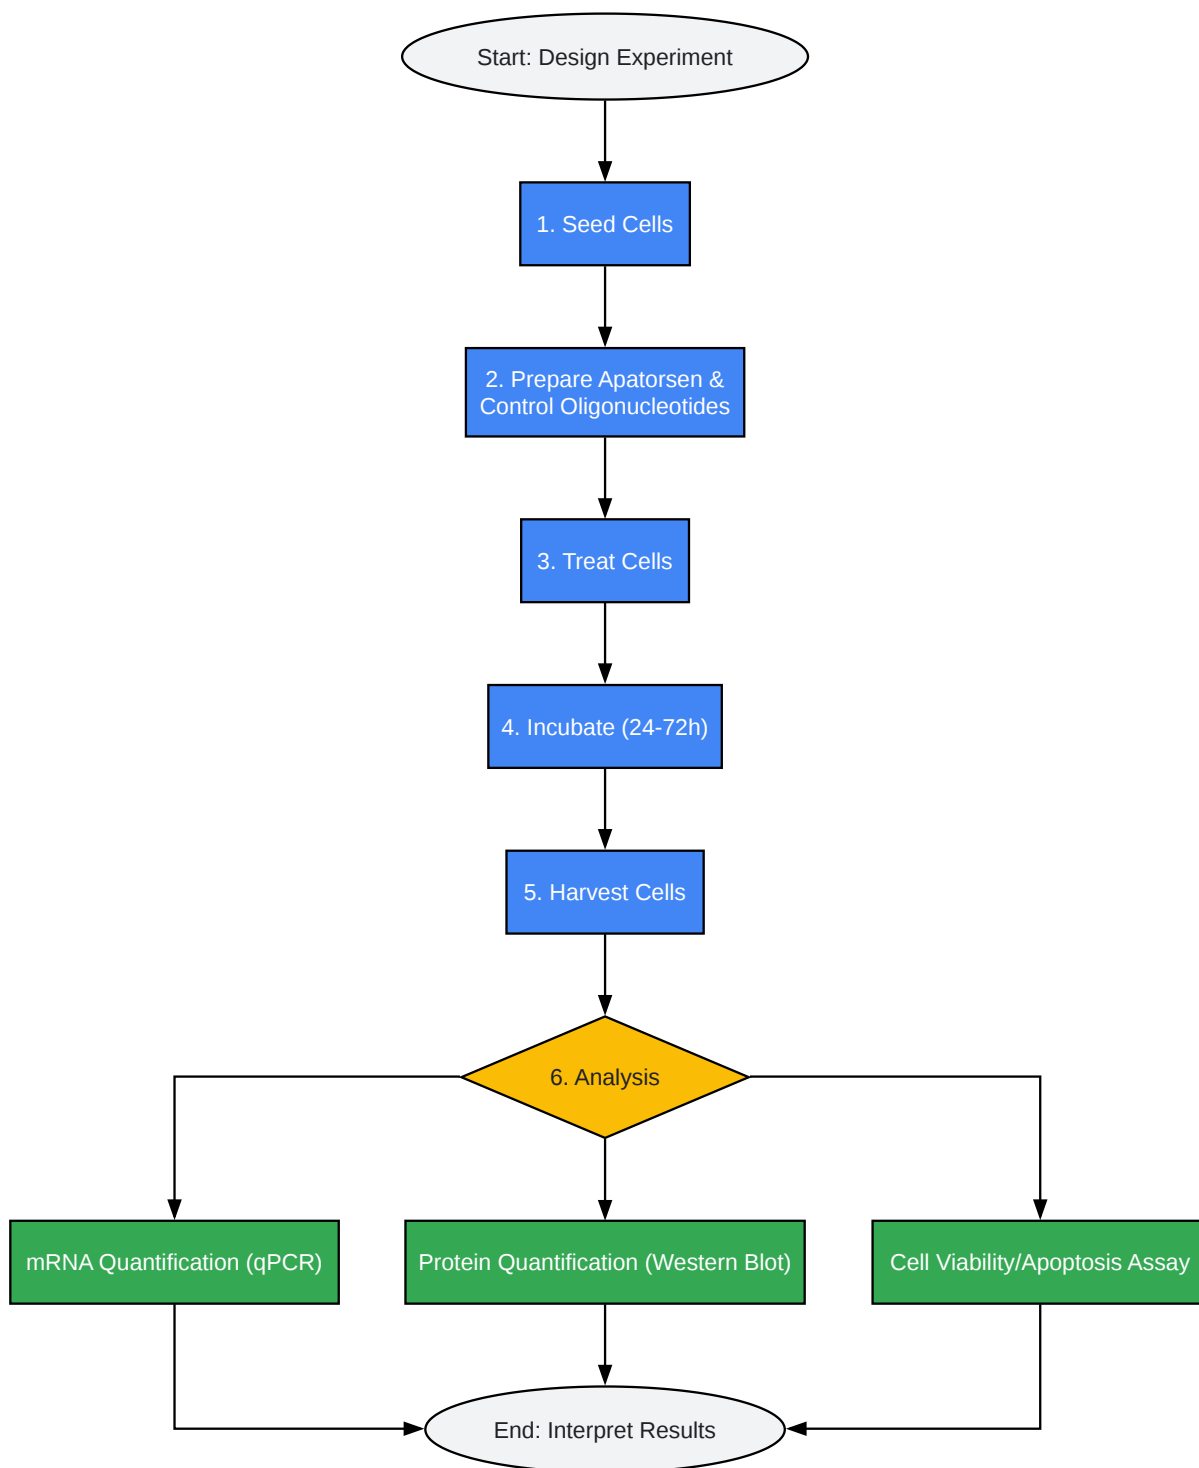 Start: Design Experiment
1. Seed Cells
2. Prepare Apatorsen &
Control Oligonucleotides
3. Treat Cells
4. Incubate (24-72h)
5. Harvest Cells
6. Analysis
mRNA Quantification (qPCR)
Protein Quantification (Western Blot)
Cell Viability/Apoptosis Assay
End: Interpret Results